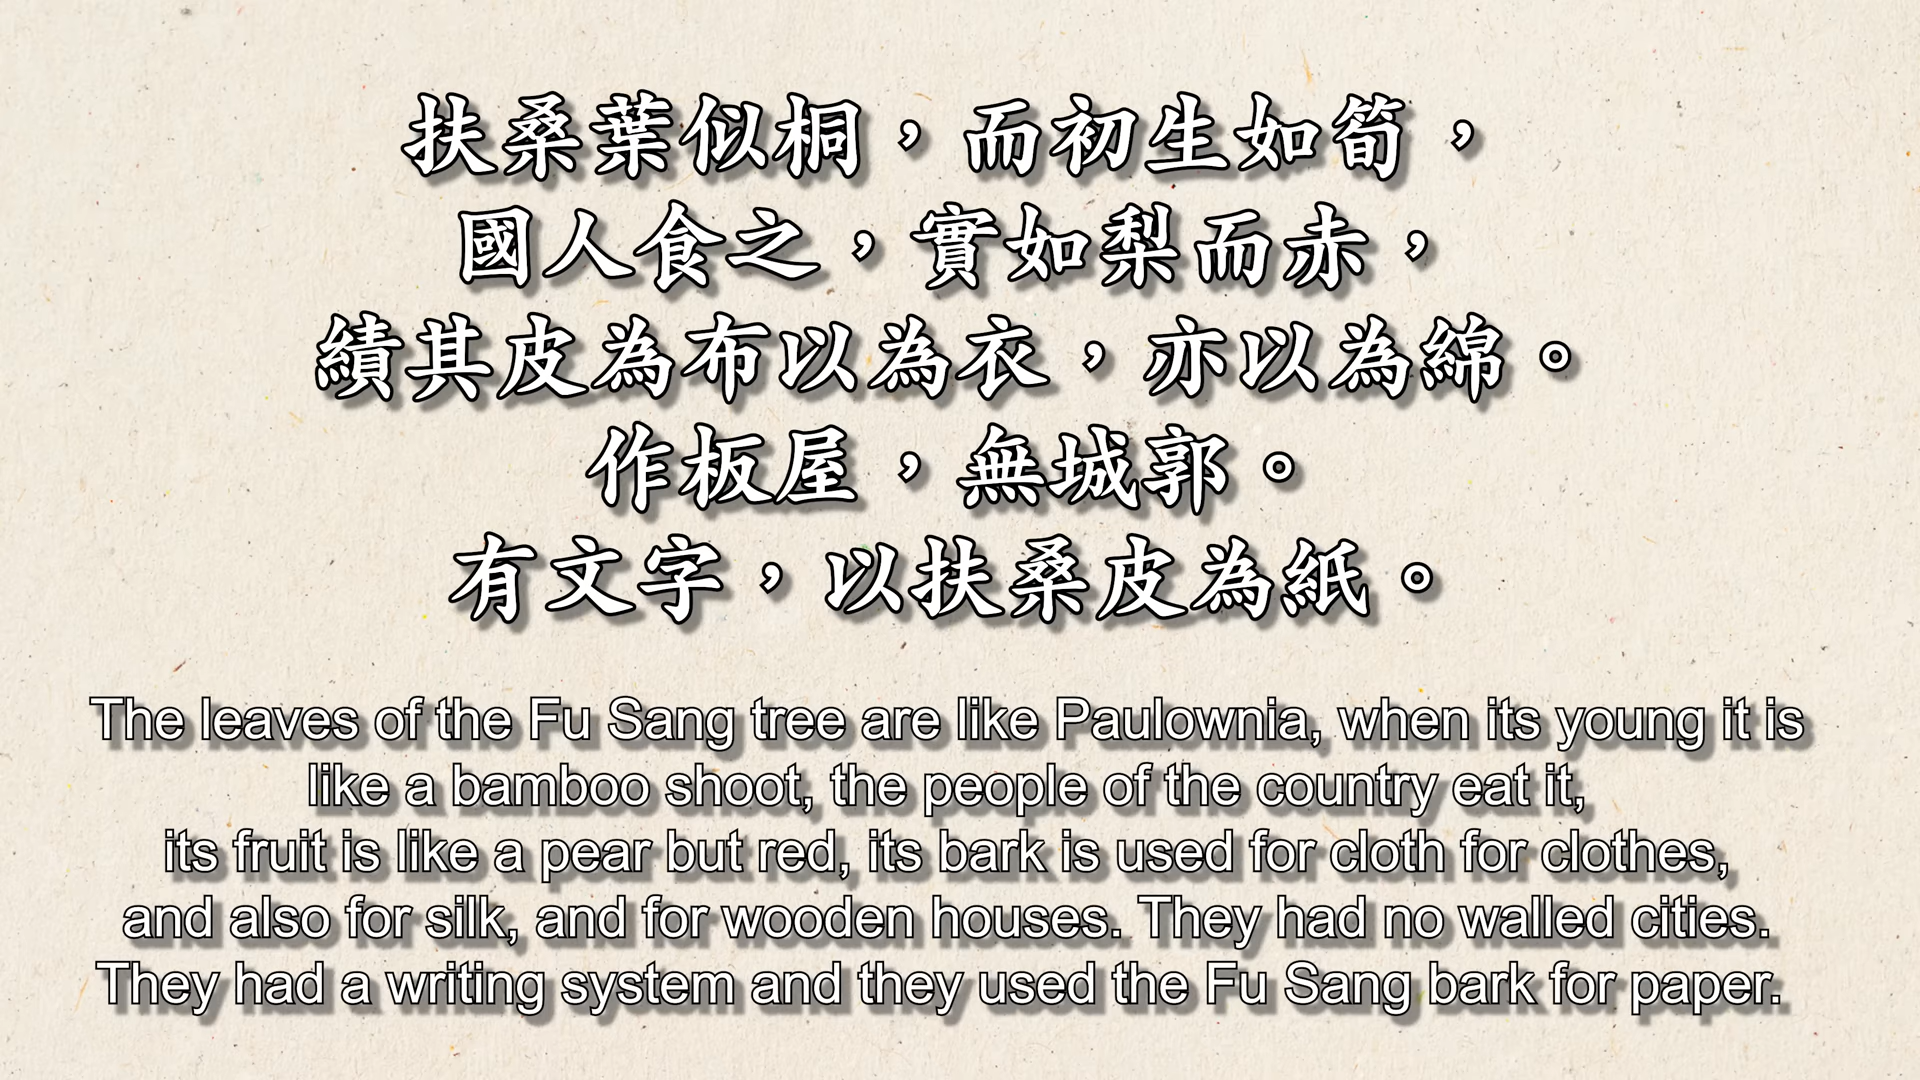 扶桑葉似桐，而初生如筍，
國人食之，實如梨而赤，
績其皮為布以為衣，亦以為綿。
作板屋，無城郭。
有文字，以扶桑皮為紙。
The leaves of the Fu Sang tree are like Paulownia, when its young it is
like a bamboo shoot, the people of the country eat it,
its fruit is like a pear but red, its bark is used for cloth for clothes,
and also for silk, and for wooden houses. They had no walled cities.
They had a writing system and they used the Fu Sang bark for paper.